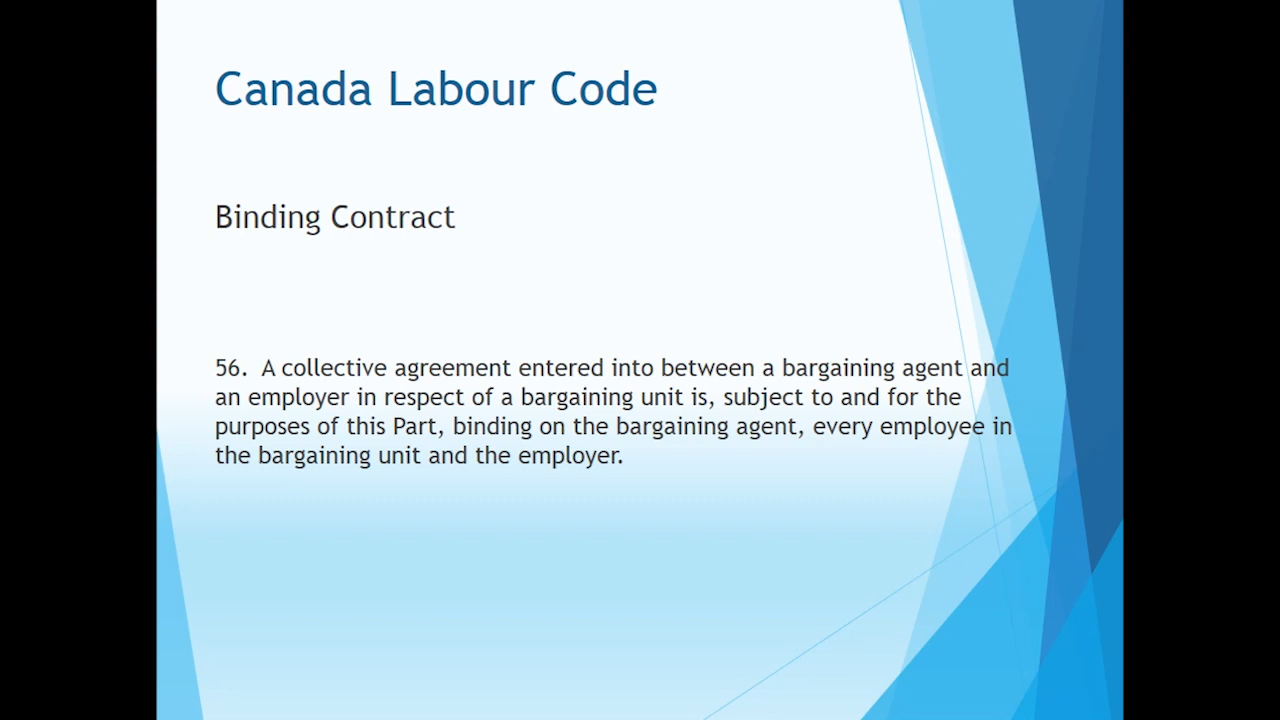 Canada Labour Code
Binding Contract
56.  A collective agreement entered into between a bargaining agent and
an employer in respect of a bargaining unit is, subject to and for the
purposes of this Part, binding on the bargaining agent, every employee in
the bargaining unit and the employer.